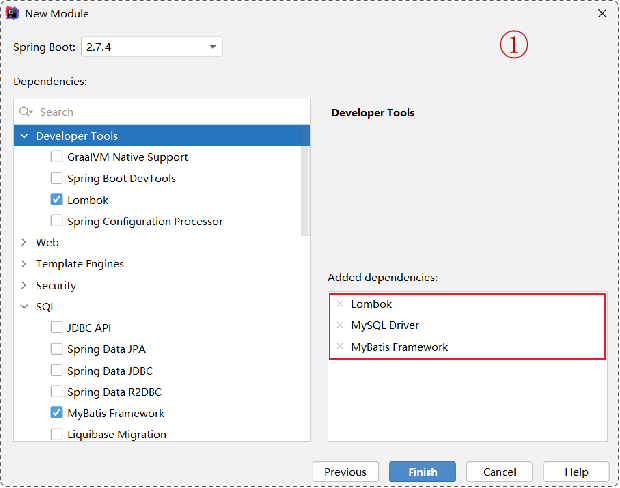 New Module
Spring Boot: 2.7.4
①
Dependencies:
Search
Developer Tools
GraalVM Native Support
Spring Boot DevTools
Lombok
Spring Configuration Processor
Web
Template Engines
Security
SQL
JDBC API
Spring Data JPA
Spring Data JDBC
Spring Data R2DBC
MyBatis Framework
Liquibase Migration
Developer Tools
Added dependencies:
Lombok
MySQL Driver
MyBatis Framework
Previous
Finish
Cancel
Help